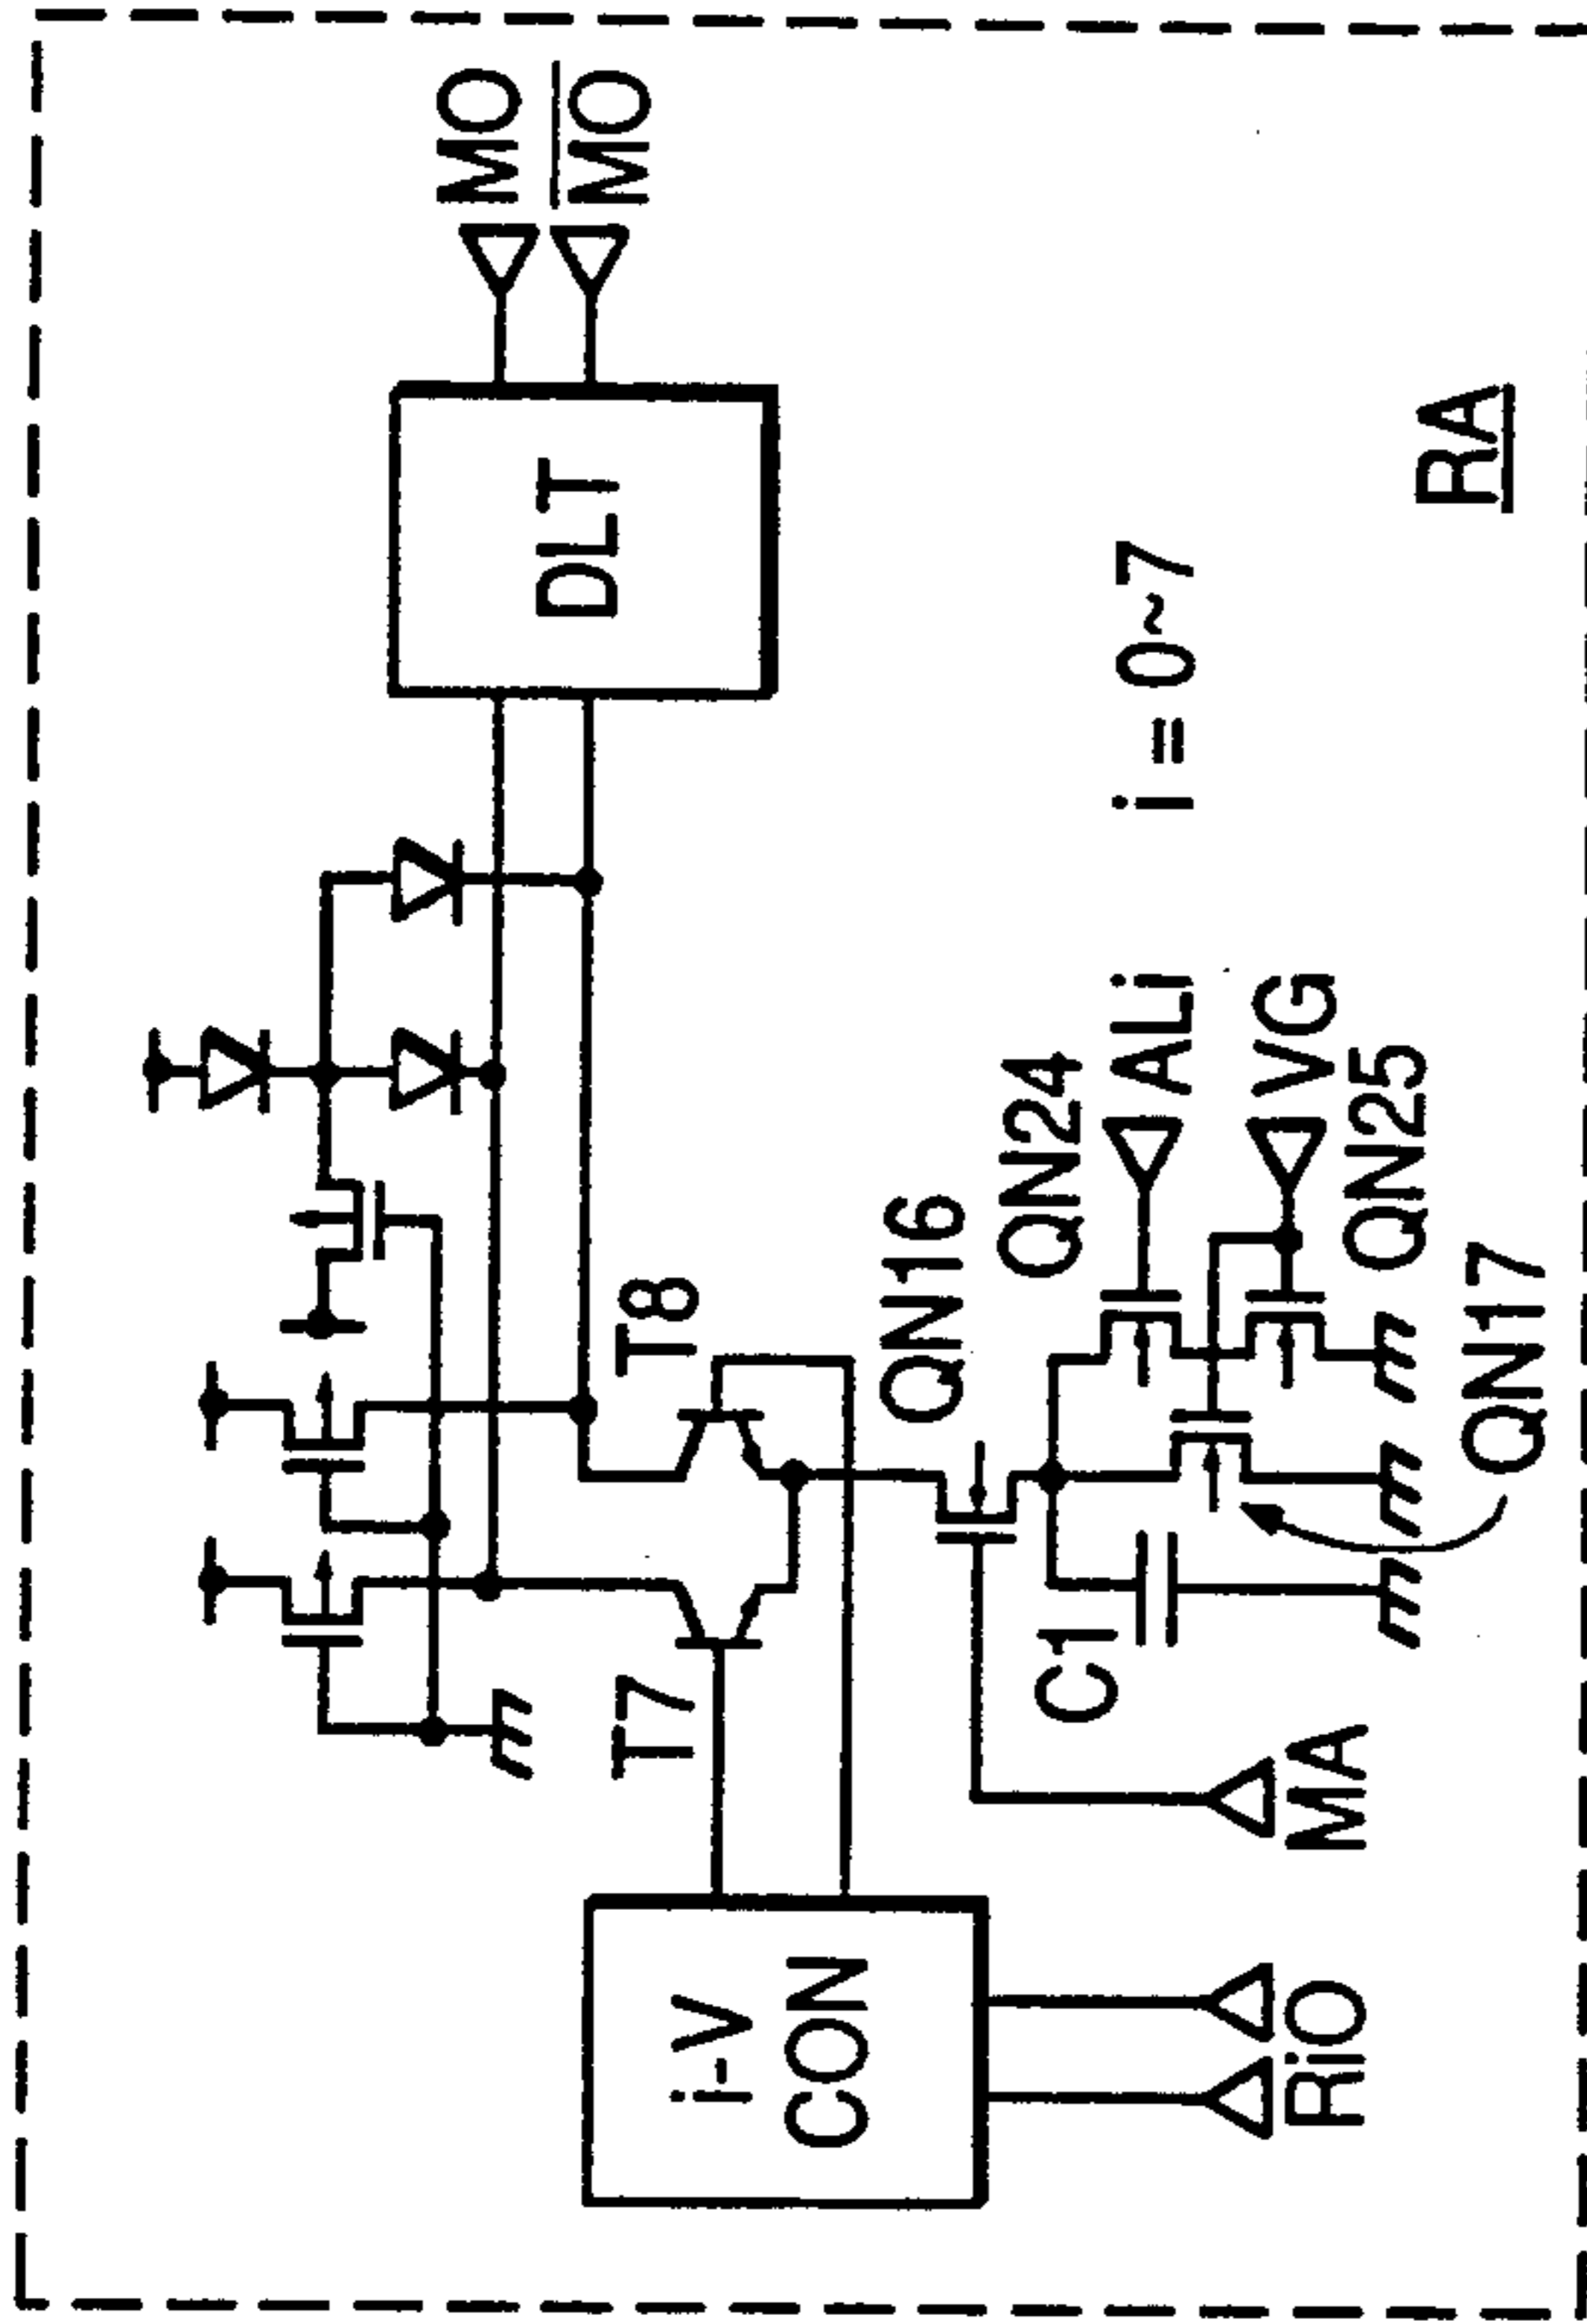 MO
MO
DLT
T8
T7
i-V
CON
QN16
QN24
ALi
VG
QN25
QN17
C1
MA
RiO
i = 0~7
RA